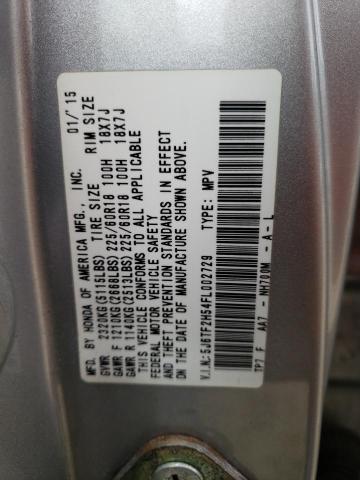 MFD. BY HONDA OF AMERICA MFG., INC. 01/'15
TIRE SIZE RIM SIZE
GVWR 2320KG(5115LBS)
GAWR F 1210KG(2668LBS) 225/60R18 100H 18X7J
GAWR R 1140KG(2513LBS) 225/60R18 100H 18X7J
THIS VEHICLE CONFORMS TO ALL APPLICABLE
FEDERAL MOTOR VEHICLE SAFETY
AND THEFT PREVENTION STANDARDS IN EFFECT
ON THE DATE OF MANUFACTURE SHOWN ABOVE.
V.I.N.:5J6TF2H54FL002729 TYPE: MPV
TP7 F AA7 - NH700M - A - L